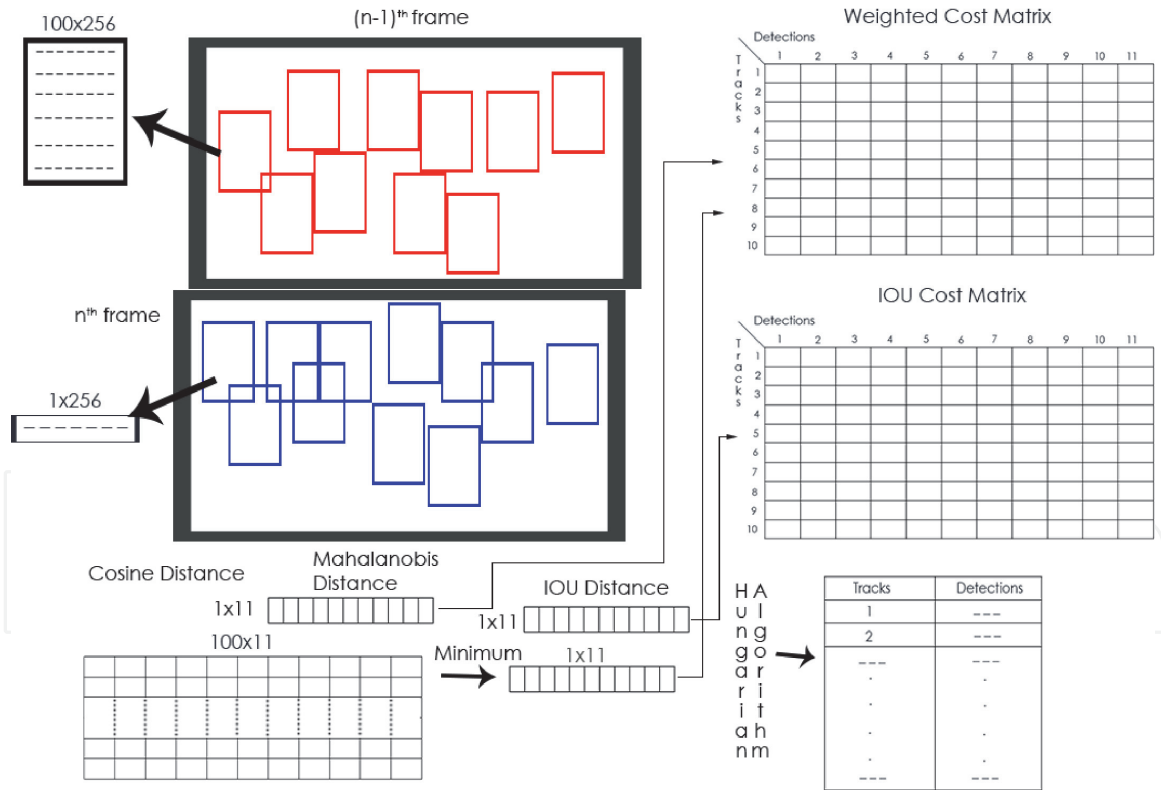 100x256
(n-1)th frame
nth frame
1x256
Cosine Distance
Mahalanobis
Distance
1x11
IOU Distance
1x11
100x11
Minimum
1x11
Weighted Cost Matrix
Detections
1 2 3 4 5 6 7 8 9 10 11
Tracks
1
2
3
4
5
6
7
8
9
10
IOU Cost Matrix
Detections
1 2 3 4 5 6 7 8 9 10 11
Tracks
1
2
3
4
5
6
7
8
9
10
Hungarian
Algorithm
Tracks Detections
1 ---
2 ---
--- ---
. .
. .
. .
--- ---